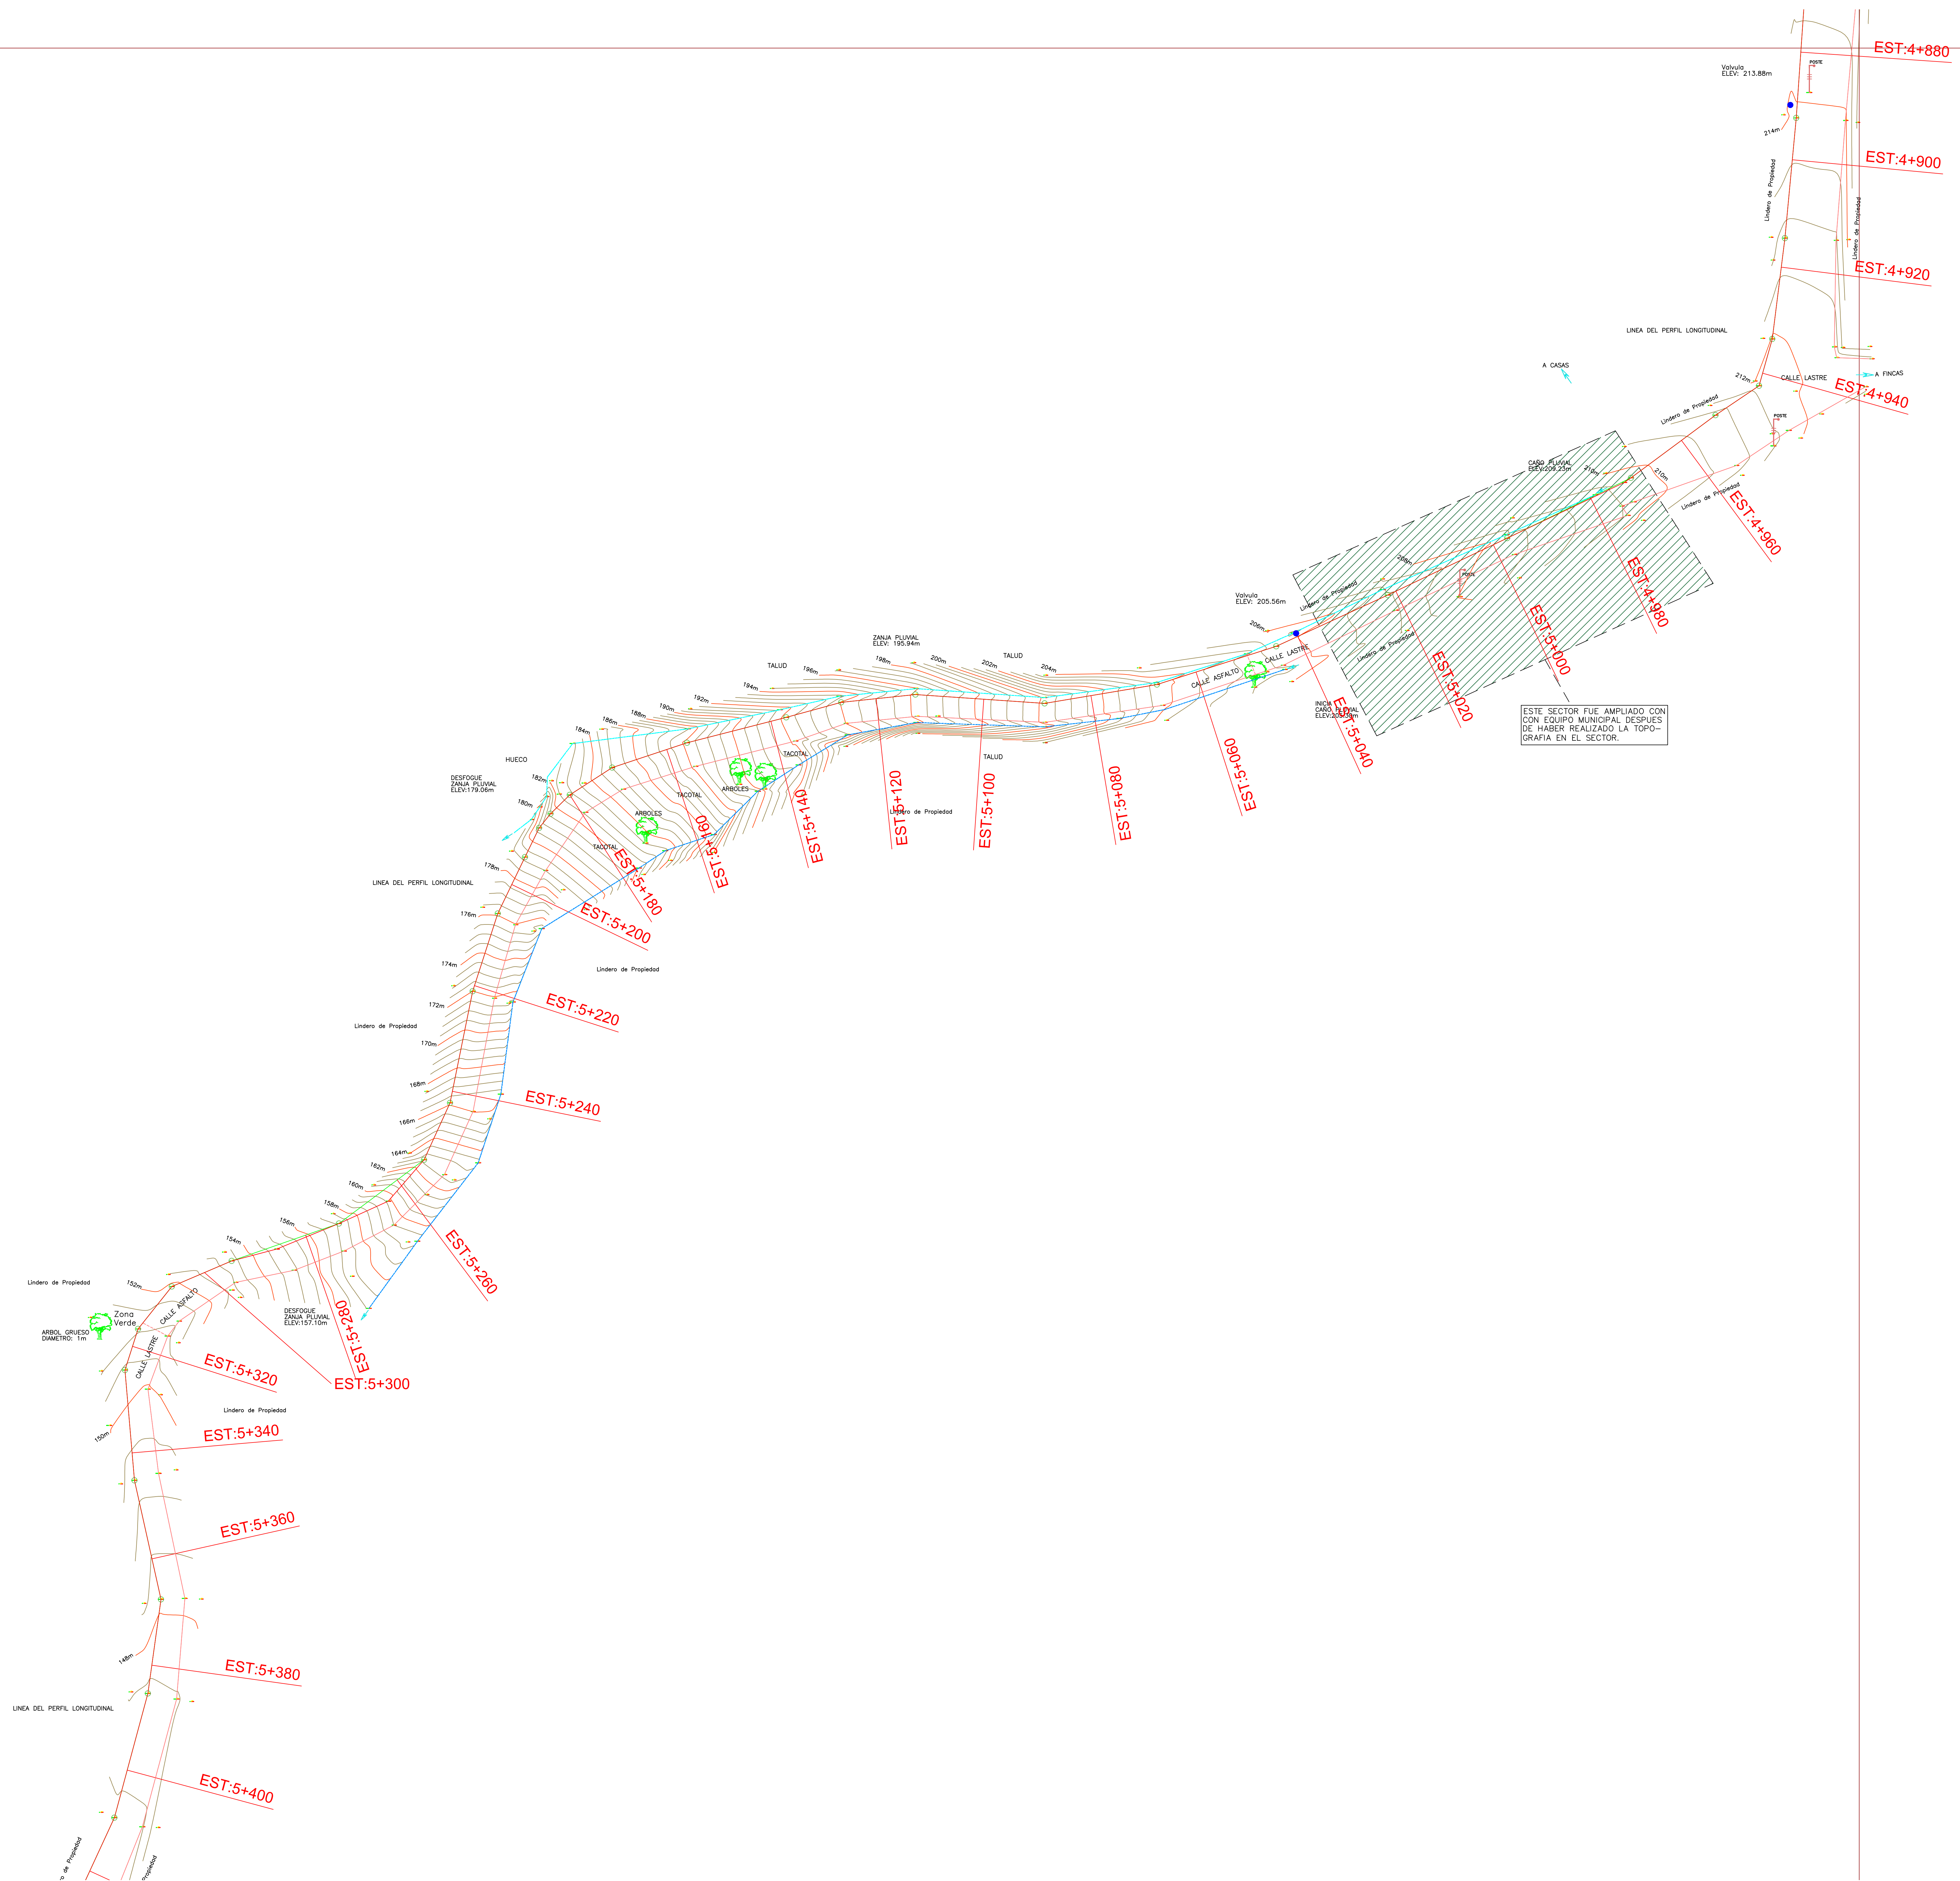 EST:4+880
Valvula
ELEV: 213.88m
POSTE
214m
EST:4+900
Lindero de Propiedad
Lindero de Propiedad
EST:4+920
LINEA DEL PERFIL LONGITUDINAL
A CASAS
A FINCAS
CALLE LASTRE
212m
EST:4+940
Lindero de Propiedad
POSTE
CAÑO PLUVIAL
ELEV:209.23m
210m
210m
Lindero de Propiedad
EST:4+960
208m
POSTE
EST:4+980
Lindero de Propiedad
Valvula
ELEV: 205.56m
206m
EST:5+000
Lindero de Propiedad
EST:5+020
CALLE LASTRE
CALLE ASFALTO
INICIA
CAÑO PLUVIAL
EST:5+040
ESTE SECTOR FUE AMPLIADO CON
CON EQUIPO MUNICIPAL DESPUES
DE HABER REALIZADO LA TOPO-
GRAFIA EN EL SECTOR.
ZANJA PLUVIAL
ELEV: 195.94m
TALUD
TALUD
204m
202m
200m
198m
196m
194m
192m
190m
188m
186m
184m
EST:5+060
EST:5+080
TALUD
EST:5+100
EST:5+120
Lindero de Propiedad
TACOTAL
ARBOLES
EST:5+140
TACOTAL
HUECO
DESFOGUE
ZANJA PLUVIAL
ELEV:179.06m
182m
180m
ARBOLES
EST:5+160
TACOTAL
EST:5+180
178m
LINEA DEL PERFIL LONGITUDINAL
176m
EST:5+200
174m
Lindero de Propiedad
172m
EST:5+220
Lindero de Propiedad
170m
168m
EST:5+240
166m
164m
162m
160m
158m
156m
154m
EST:5+260
Lindero de Propiedad
152m
CALLE ASFALTO
Zona
Verde
DESFOGUE
ZANJA PLUVIAL
ELEV:157.10m
ARBOL GRUESO
DIAMETRO: 1m
EST:5+280
CALLE LASTRE
EST:5+320
EST:5+300
Lindero de Propiedad
150m
EST:5+340
EST:5+360
148m
EST:5+380
LINEA DEL PERFIL LONGITUDINAL
EST:5+400
de Propiedad
Propiedad